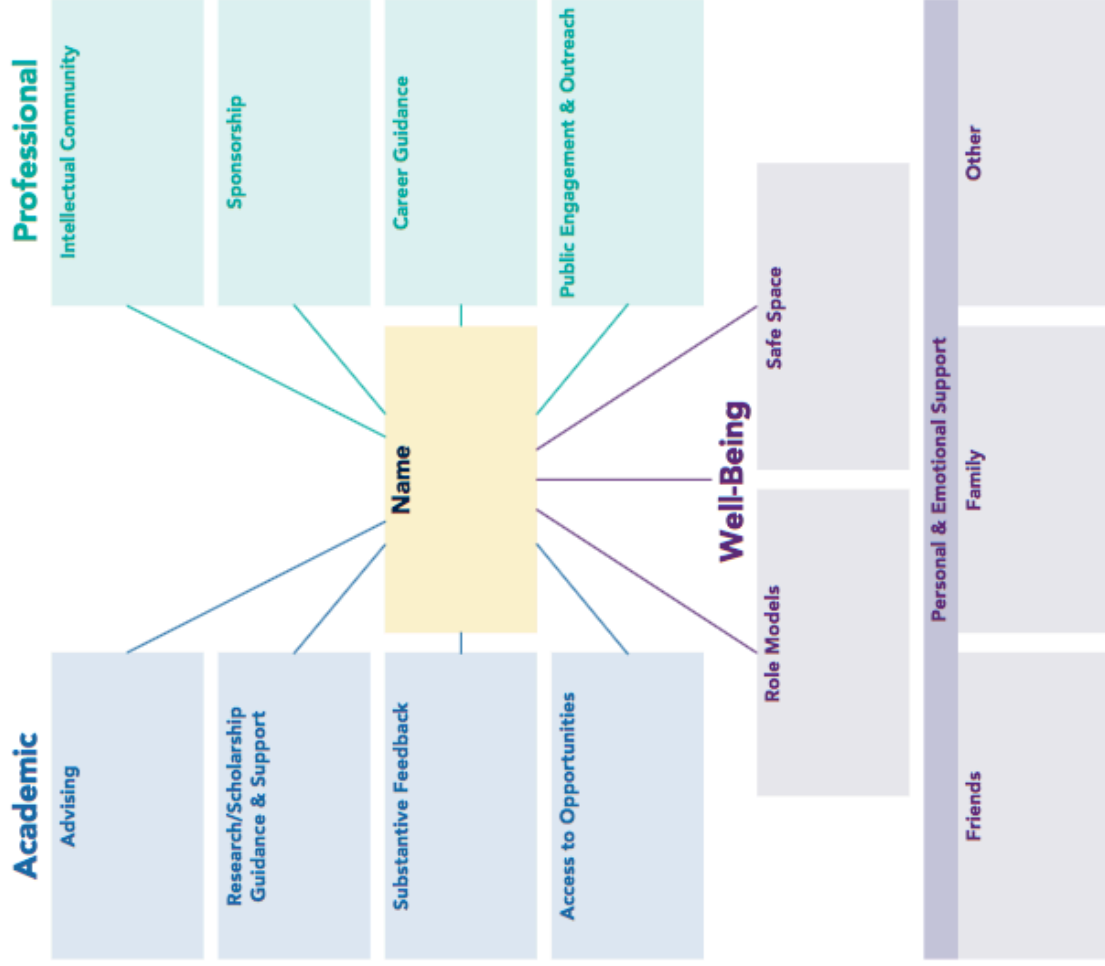 Academic
Professional
Advising
Research/Scholarship
Guidance & Support
Substantive Feedback
Access to Opportunities
Name
Intellectual Community
Sponsorship
Career Guidance
Public Engagement & Outreach
Well-Being
Role Models
Safe Space
Personal & Emotional Support
Friends
Family
Other